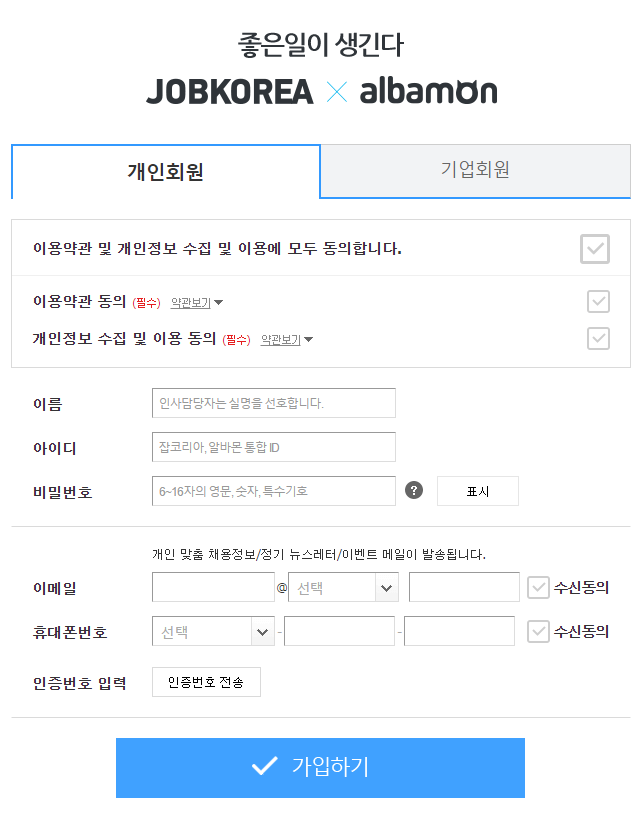 좋은일이 생긴다
JOBKOREA × albamon
개인회원 기업회원
이용약관 및 개인정보 수집 및 이용에 모두 동의합니다.
이용약관 동의 (필수) 약관보기
개인정보 수집 및 이용 동의 (필수) 약관보기
이름 인사담당자는 실명을 선호합니다.
아이디 잡코리아, 알바몬 통합 ID
비밀번호 6~16자의 영문, 숫자, 특수기호 ? 표시
개인 맞춤 채용정보/정기 뉴스레터/이벤트 메일이 발송됩니다.
이메일 @ 선택 수신동의
휴대폰번호 선택 - - 수신동의
인증번호 입력 인증번호 전송
가입하기